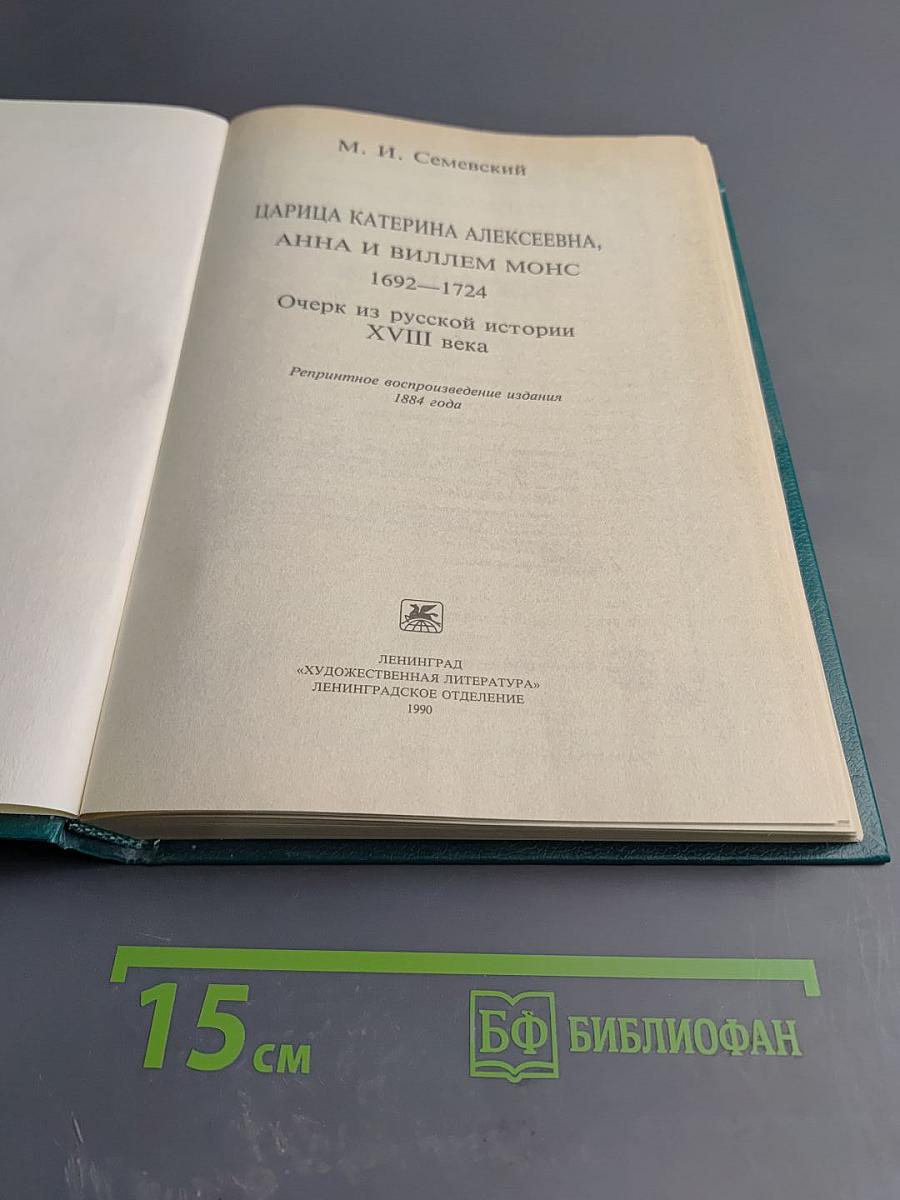 М. И. Семевский
ЦАРИЦА КАТЕРИНА АЛЕКСЕЕВНА,
АННА И ВИЛЛЕМ МОНС
1692—1724
Очерк из русской истории
XVIII века
Репринтное воспроизведение издания
1884 года
ЛЕНИНГРАД
«ХУДОЖЕСТВЕННАЯ ЛИТЕРАТУРА»
ЛЕНИНГРАДСКОЕ ОТДЕЛЕНИЕ
1990
15 см
БФ БИБЛИОФАН